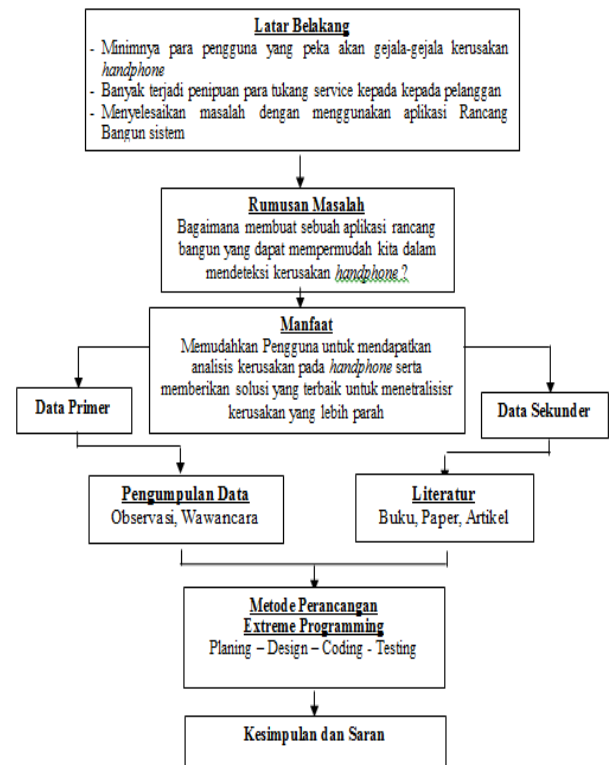 Latar Belakang
- Minimnya para pengguna yang peka akan gejala-gejala kerusakan
handphone
- Banyak terjadi penipuan para tukang service kepada kepada pelanggan
- Menyelesaikan masalah dengan menggunakan aplikasi Rancang
Bangun sistem
Rumusan Masalah
Bagaimana membuat sebuah aplikasi rancang
bangun yang dapat mempermudah kita dalam
mendeteksi kerusakan handphone ?
Manfaat
Memudahkan Pengguna untuk mendapatkan
analisis kerusakan pada handphone serta
memberikan solusi yang terbaik untuk menetralisisr
kerusakan yang lebih parah
Data Primer
Data Sekunder
Pengumpulan Data
Observasi, Wawancara
Literatur
Buku, Paper, Artikel
Metode Perancangan
Extreme Programming
Planing – Design – Coding - Testing
Kesimpulan dan Saran